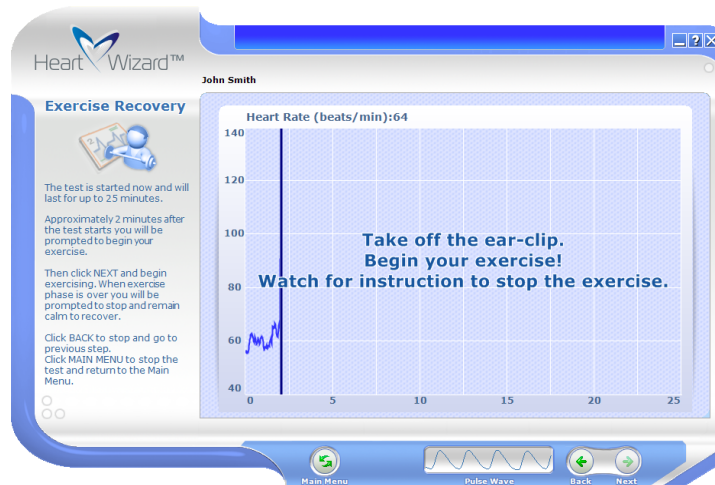 Heart Wizard™
John Smith
Exercise Recovery
The test is started now and will
last for up to 25 minutes.
Approximately 2 minutes after
the test starts you will be
prompted to begin your
exercise.
Then click NEXT and begin
exercising. When exercise
phase is over you will be
prompted to stop and remain
calm to recover.
Click BACK to stop and go to
previous step.
Click MAIN MENU to stop the
test and return to the Main
Menu.
Heart Rate (beats/min):64
140
120
100
80
60
40
0 5 10 15 20 25
Take off the ear-clip.
Begin your exercise!
Watch for instruction to stop the exercise.
Main Menu
Pulse Wave
Back
Next